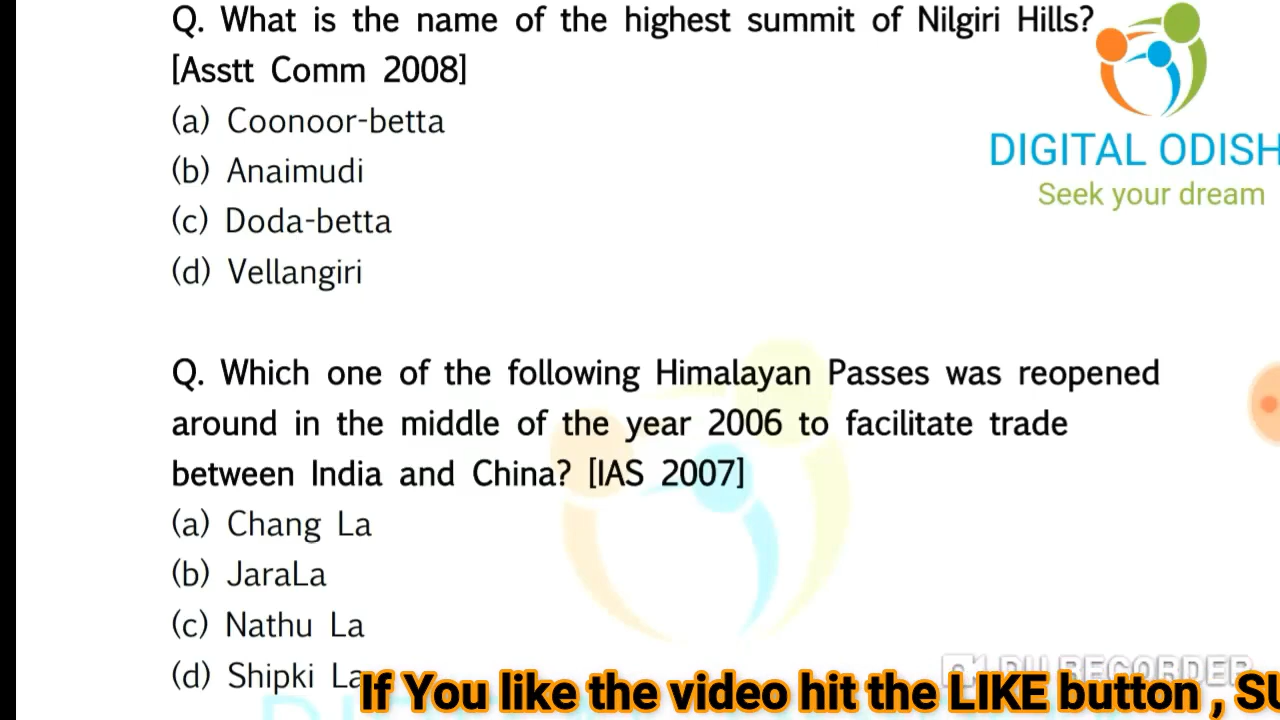 Q. What is the name of the highest summit of Nilgiri Hills?
[Asstt Comm 2008]
(a) Coonoor-betta
(b) Anaimudi
(c) Doda-betta
(d) Vellangiri
DIGITAL ODISH
Seek your dream
Q. Which one of the following Himalayan Passes was reopened
around in the middle of the year 2006 to facilitate trade
between India and China? [IAS 2007]
(a) Chang La
(b) JaraLa
(c) Nathu La
(d) Shipki La
RECORDER
If You like the video hit the LIKE button , SU